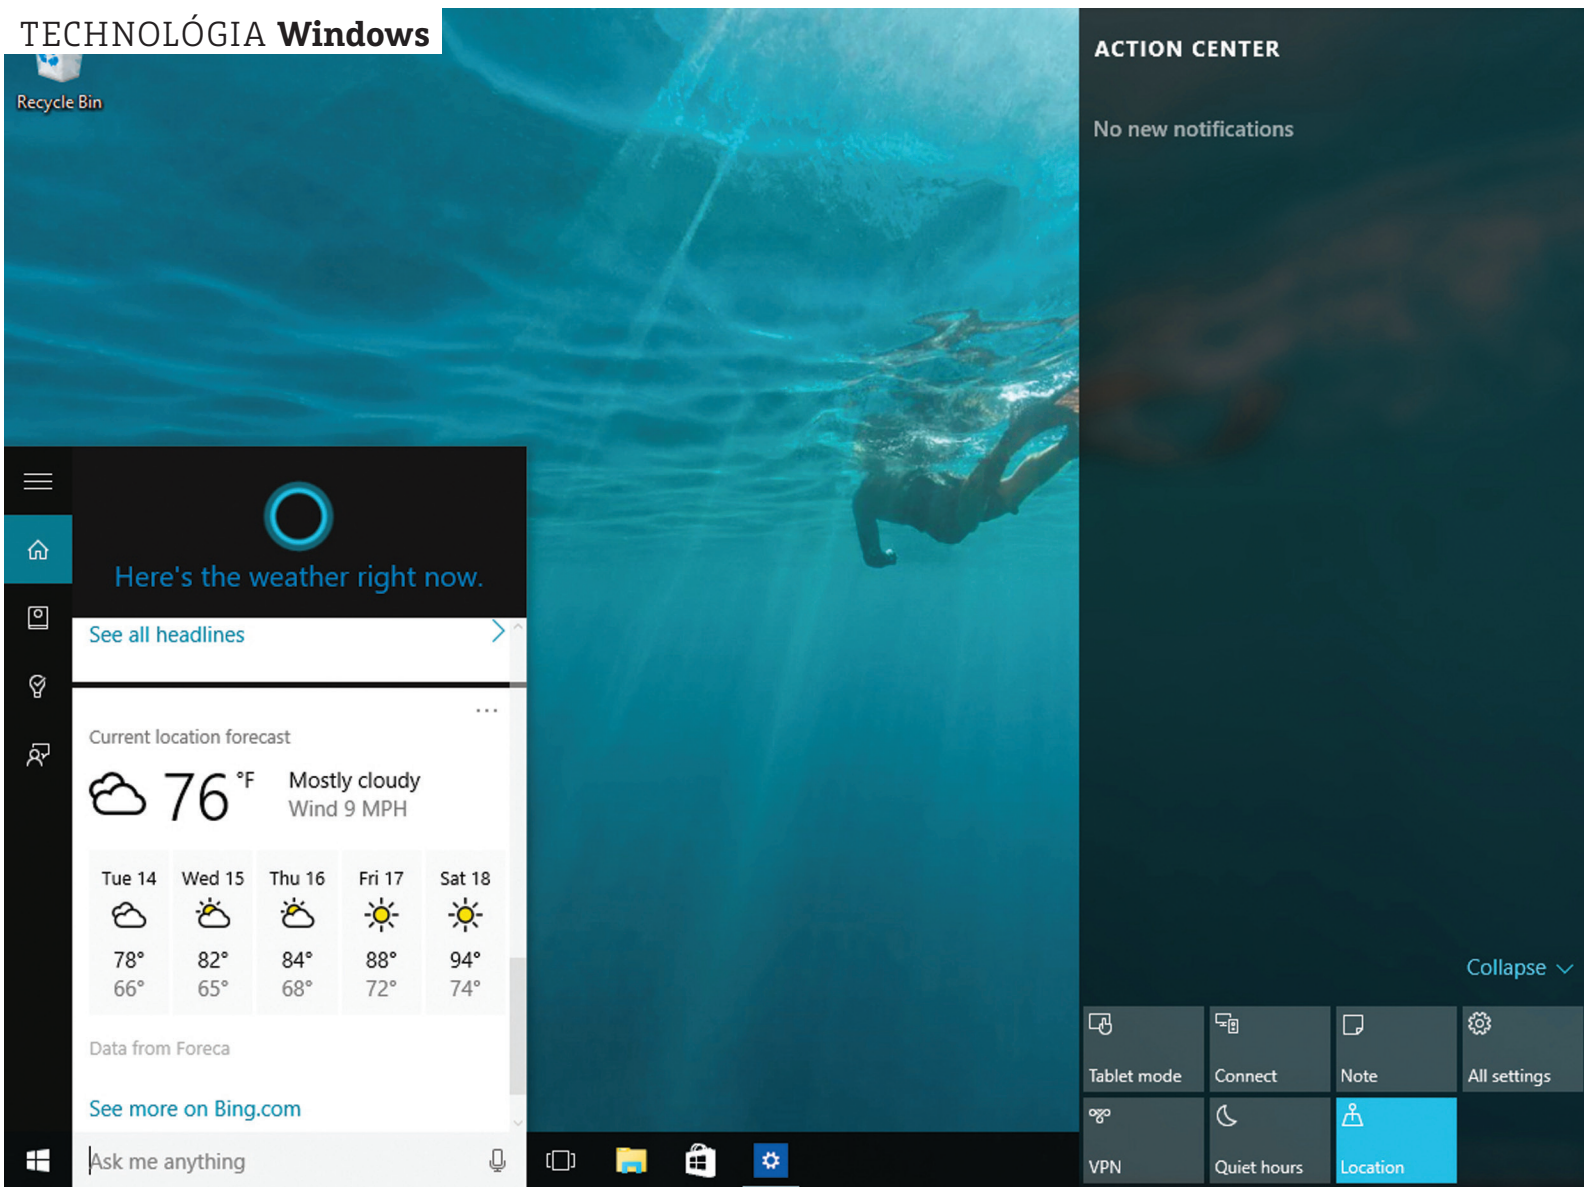 TECHNOLÓGIA Windows
Recycle Bin
Here's the weather right now.
See all headlines
Current location forecast
76 °F
Mostly cloudy
Wind 9 MPH
Tue 14 Wed 15 Thu 16 Fri 17 Sat 18
78° 82° 84° 88° 94°
66° 65° 68° 72° 74°
Data from Foreca
See more on Bing.com
Ask me anything
ACTION CENTER
No new notifications
Collapse
Tablet mode Connect Note All settings
VPN Quiet hours Location